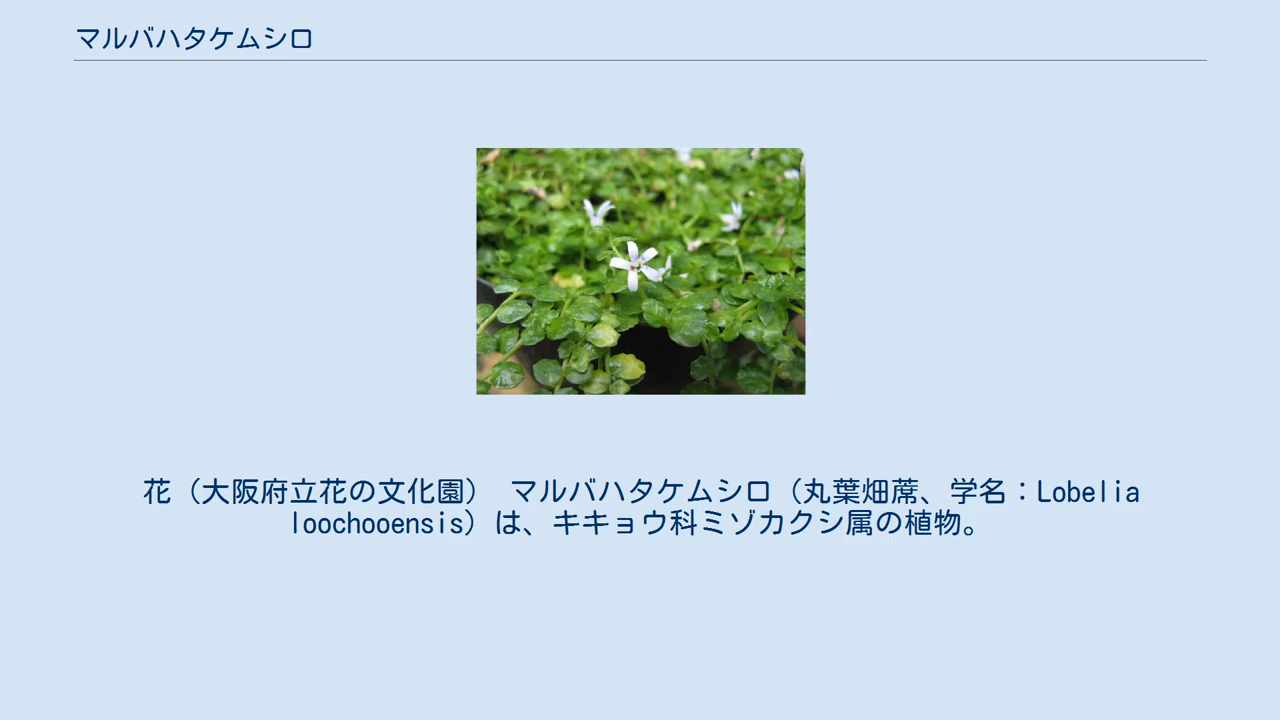 マルバハタケムシロ
花（大阪府立花の文化園） マルバハタケムシロ（丸葉畑蓆、学名：Lobelia
loochooensis）は、キキョウ科ミゾカクシ属の植物。